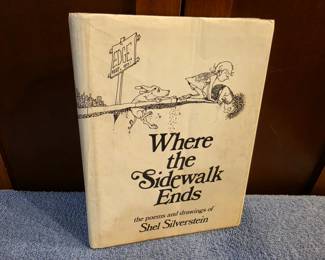 EDGE
Where
the
Sidewalk
Ends
the poems and drawings of
Shel Silverstein